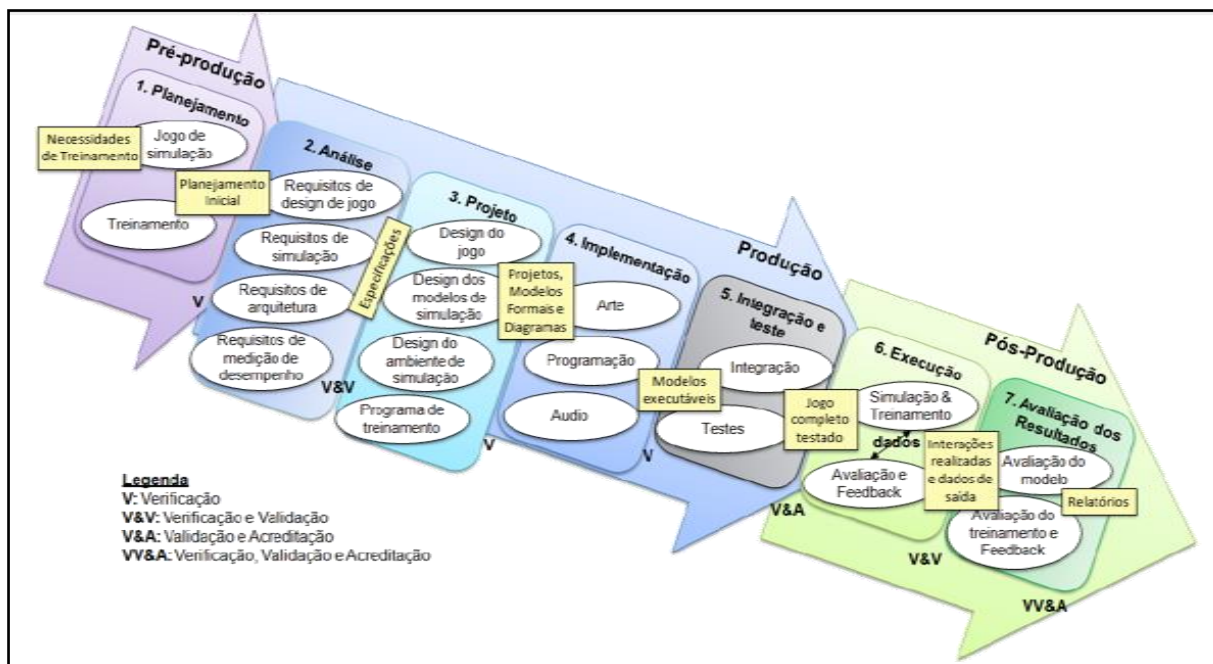 Pré-produção
1. Planejamento
Necessidades
de Treinamento
Jogo de
simulação
Planejamento
Inicial
Treinamento
V
2. Análise
Requisitos de
design de jogo
Requisitos de
simulação
Requisitos de
arquitetura
Requisitos de
medição de
desempenho
Especificações
V&V
3. Projeto
Design do
jogo
Design dos
modelos de
simulação
Design do
ambiente de
simulação
Programa de
treinamento
Projetos,
Modelos
Formais e
Diagramas
V
Produção
4. Implementação
Arte
Programação
Audio
Modelos
executáveis
V
5. Integração e
teste
Integração
Testes
Jogo
completo
testado
V&A
Pós-Produção
6. Execução
Simulação &
Treinamento
dados
Avaliação e
Feedback
Interações
realizadas
e dados de
saída
V&V
7. Avaliação dos
Resultados
Avaliação do
modelo
Relatórios
Avaliação do
treinamento e
Feedback
VV&A
Legenda
V: Verificação
V&V: Verificação e Validação
V&A: Validação e Acreditação
VV&A: Verificação, Validação e Acreditação